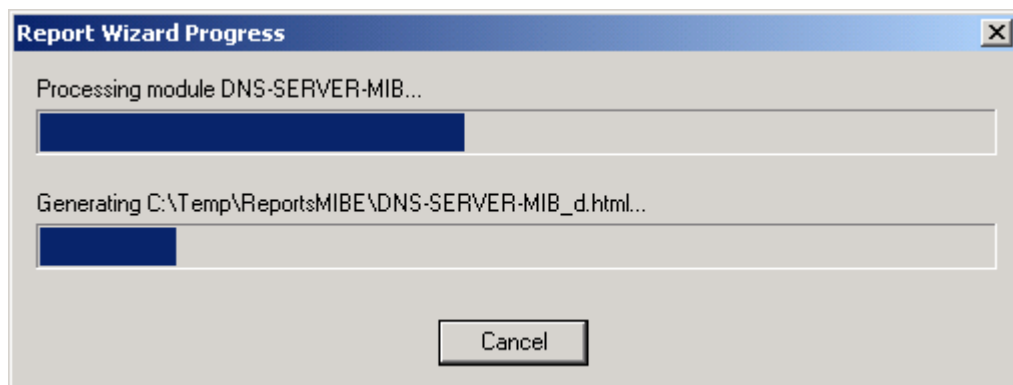 Report Wizard Progress
Processing module DNS-SERVER-MIB...
Generating C:\Temp\ReportsMIBE\DNS-SERVER-MIB_d.html...
Cancel